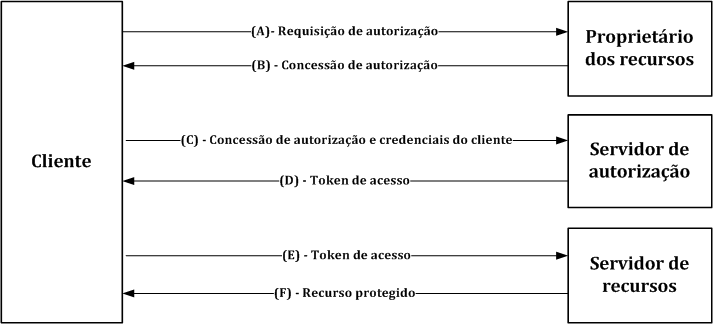 (A)- Requisição de autorização
Proprietário
dos recursos
(B) - Concessão de autorização
Cliente
(C) - Concessão de autorização e credenciais do cliente
Servidor de
autorização
(D) - Token de acesso
(E) - Token de acesso
Servidor de
recursos
(F) - Recurso protegido